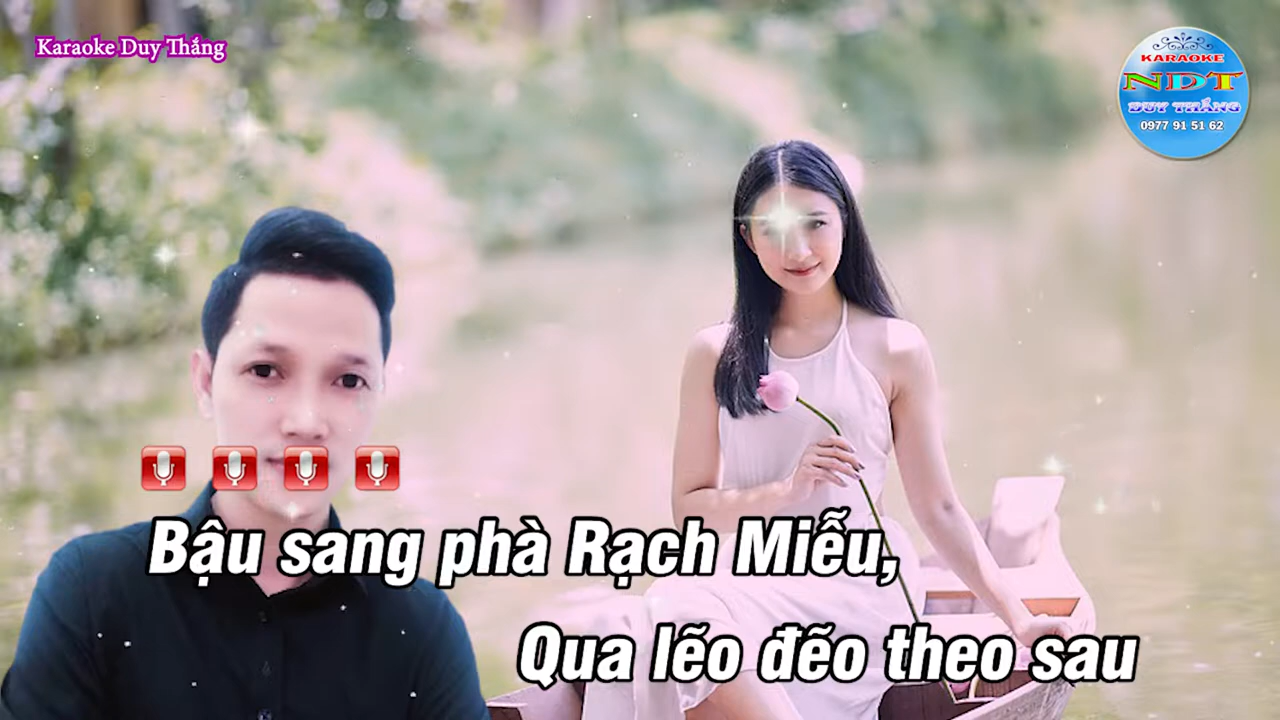 Karaoke Duy Thắng
KARAOKE
NDT
DUY THẮNG
0977 91 51 62
Bậu sang phà Rạch Miễu,
Qua lẽo đẽo theo sau